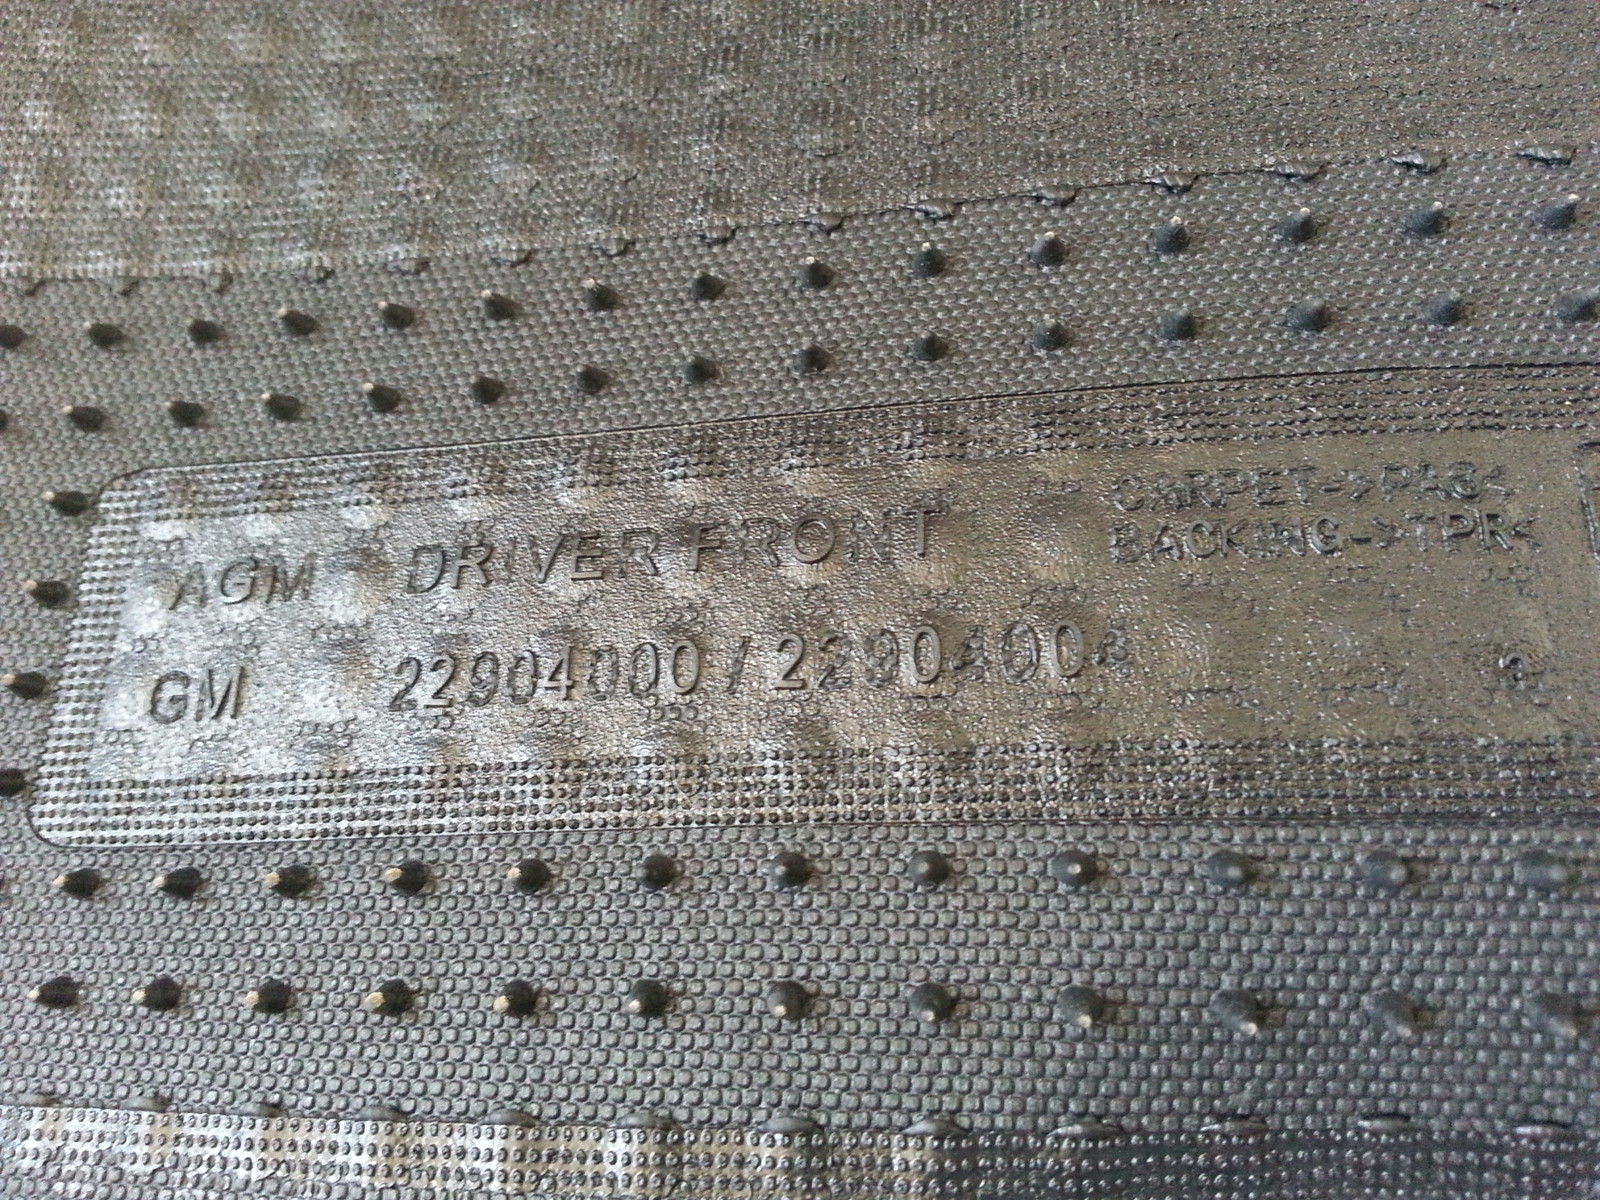 AGM DRIVER FRONT
CARPET->PA6<
BACKING->TPR<
GM 22904000 / 22904004